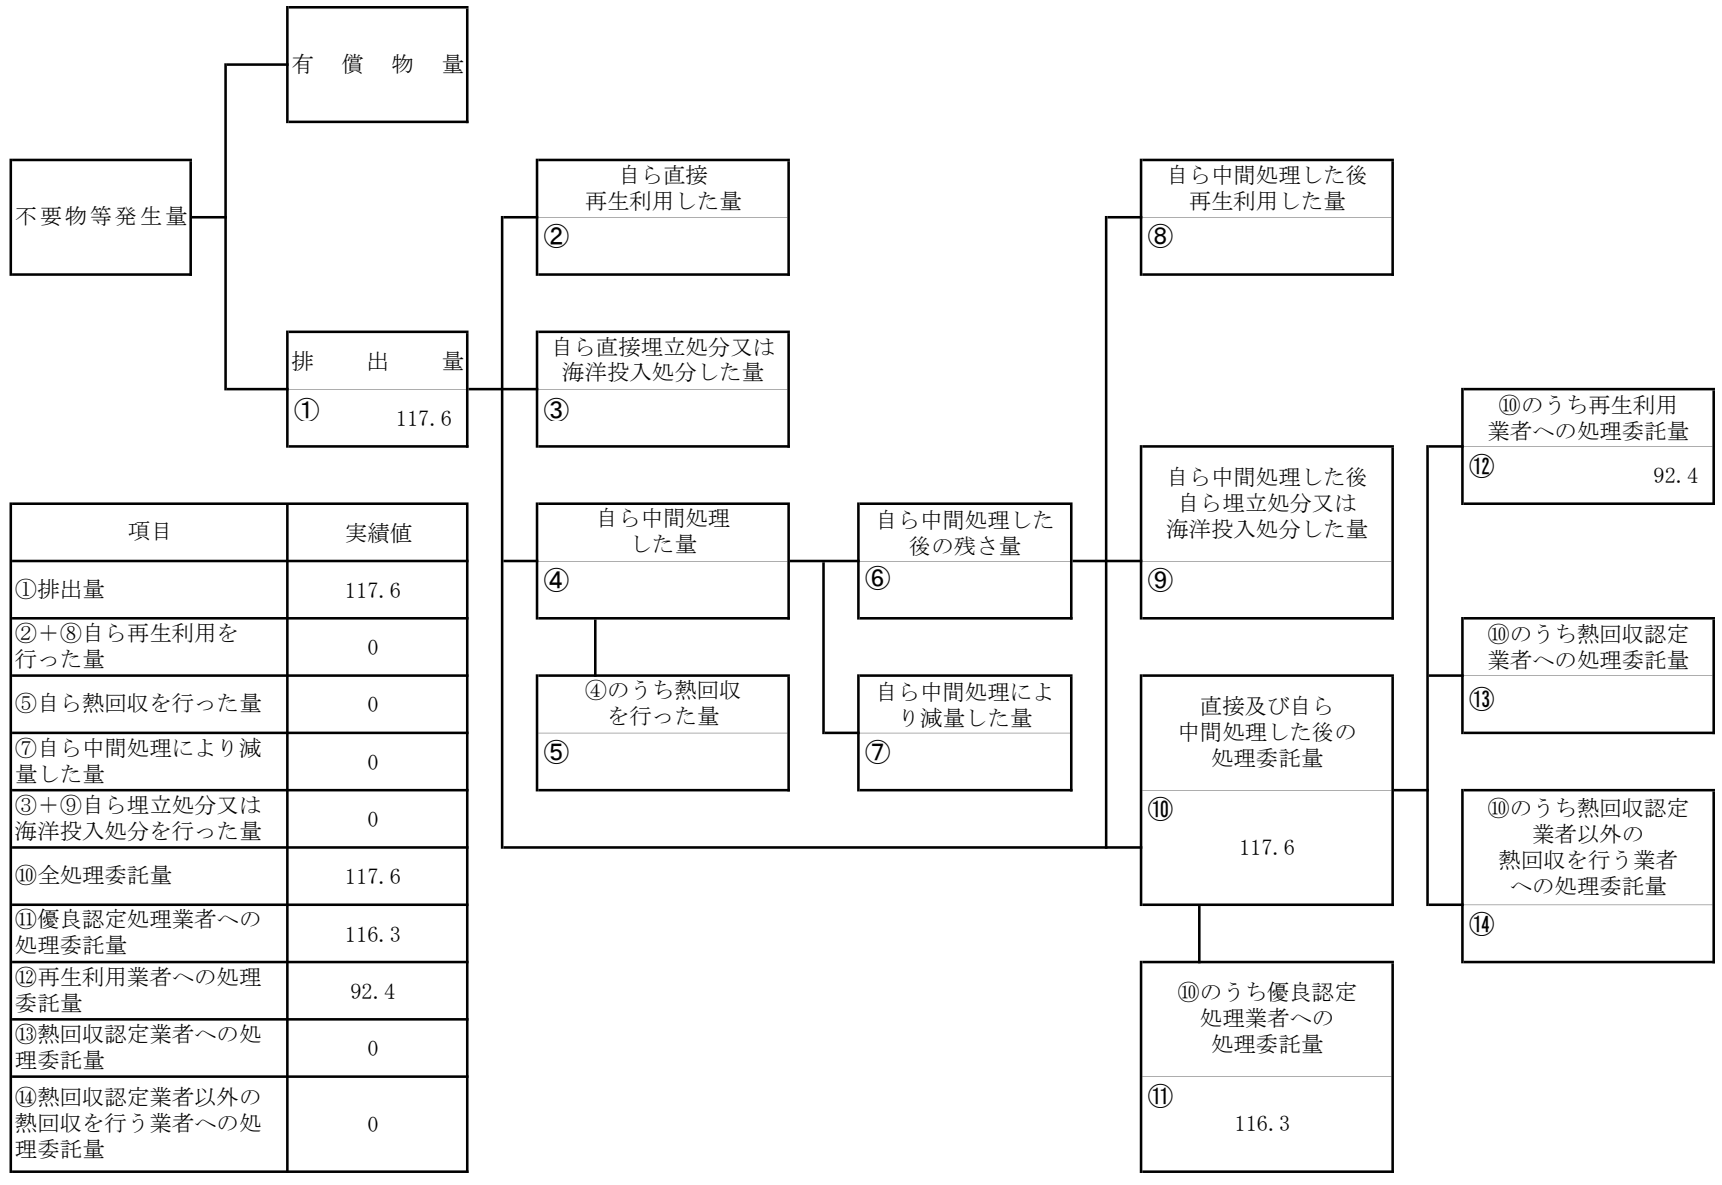 有償物量
不要物等発生量
排出量
① 117.6
自ら直接
再生利用した量
②
自ら直接埋立処分又は
海洋投入処分した量
③
自ら中間処理
した量
④
④のうち熱回収
を行った量
⑤
自ら中間処理した
後の残さ量
⑥
自ら中間処理によ
り減量した量
⑦
自ら中間処理した後
再生利用した量
⑧
自ら中間処理した後
自ら埋立処分又は
海洋投入処分した量
⑨
直接及び自ら
中間処理した後の
処理委託量
⑩
117.6
⑩のうち優良認定
処理業者への
処理委託量
⑪
116.3
⑩のうち再生利用
業者への処理委託量
⑫ 92.4
⑩のうち熱回収認定
業者への処理委託量
⑬
⑩のうち熱回収認定
業者以外の
熱回収を行う業者
への処理委託量
⑭
項目 実績値
①排出量 117.6
②+⑧自ら再生利用を
行った量 0
⑤自ら熱回収を行った量 0
⑦自ら中間処理により減
量した量 0
③+⑨自ら埋立処分又は
海洋投入処分を行った量 0
⑩全処理委託量 117.6
⑪優良認定処理業者への
処理委託量 116.3
⑫再生利用業者への処理
委託量 92.4
⑬熱回収認定業者への処
理委託量 0
⑭熱回収認定業者以外の
熱回収を行う業者への処
理委託量 0